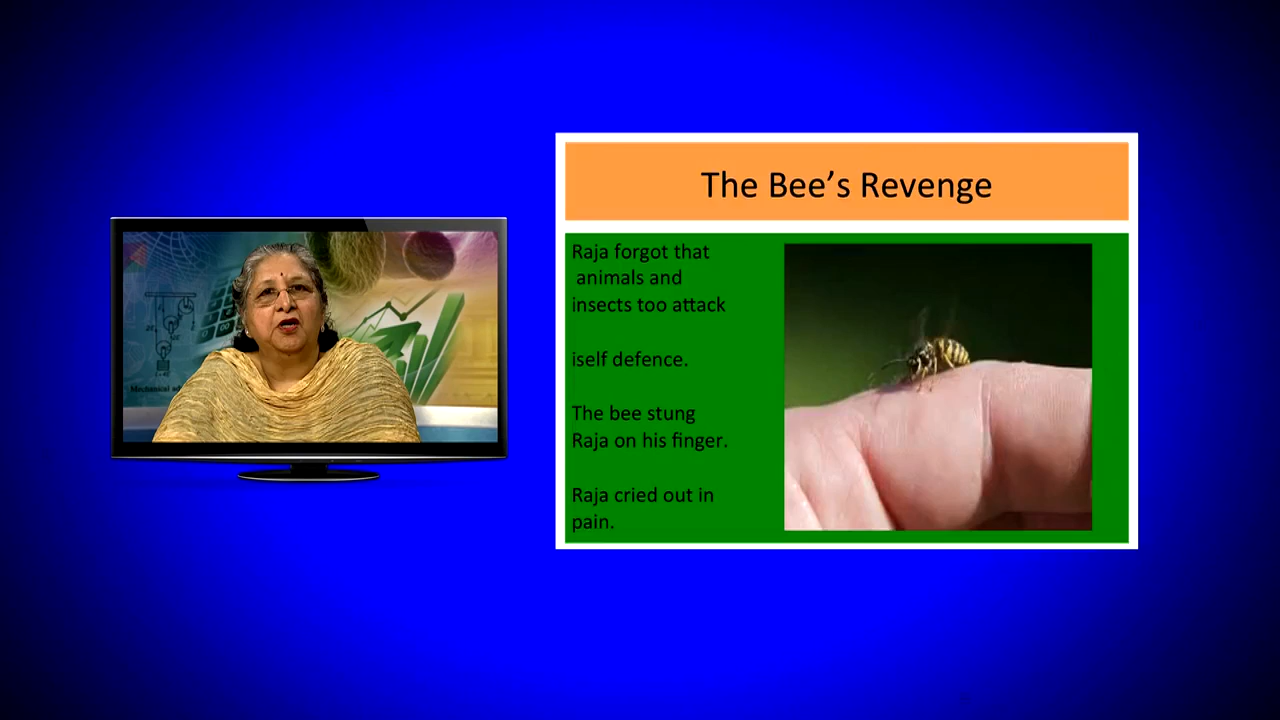 The Bee’s Revenge
Raja forgot that
animals and
insects too attack
iself defence.
The bee stung
Raja on his finger.
Raja cried out in
pain.